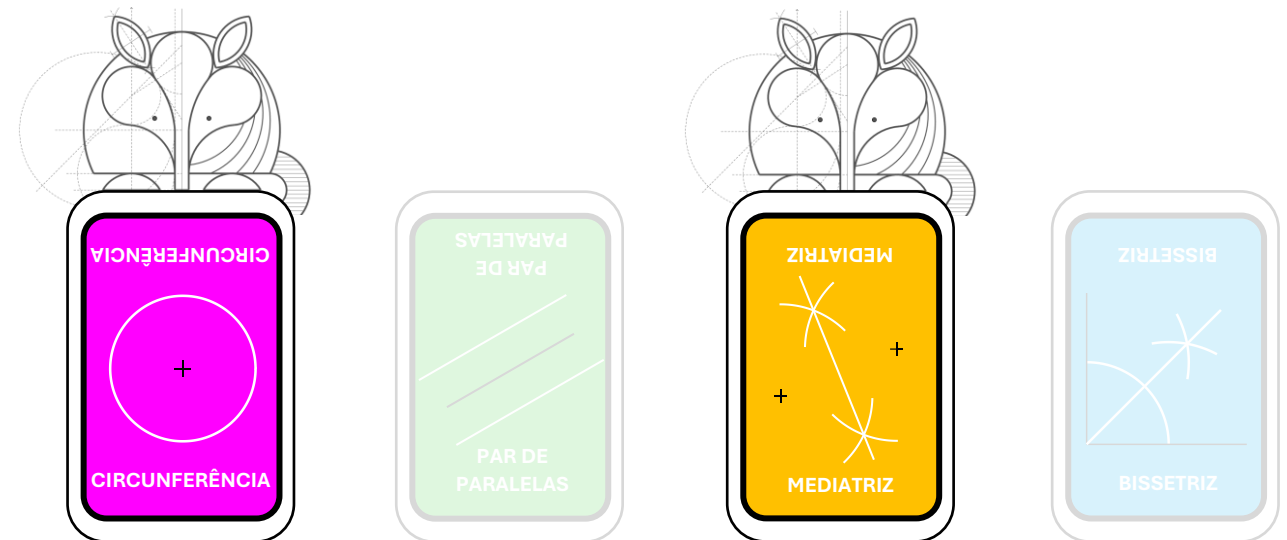 CIRCUNFERÊNCIA
CIRCUNFERÊNCIA
PAR DE
PARALELAS
PAR DE
PARALELAS
MEDIATRIZ
MEDIATRIZ
BISSETRIZ
BISSETRIZ